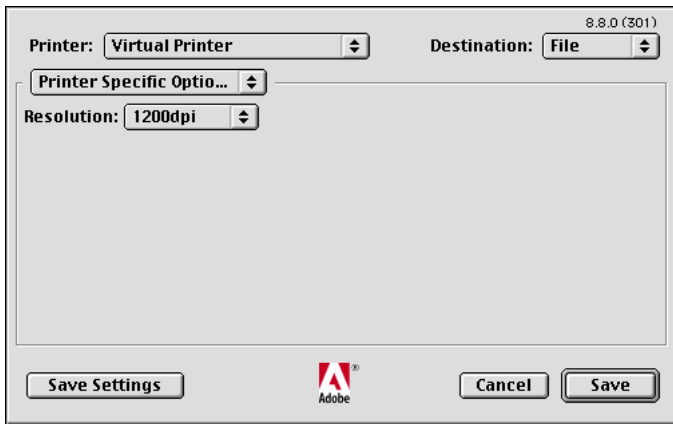 8.8.0 (301)
Printer: Virtual Printer Destination: File
Printer Specific Optio...
Resolution: 1200dpi
Save Settings
Adobe ®
Cancel Save